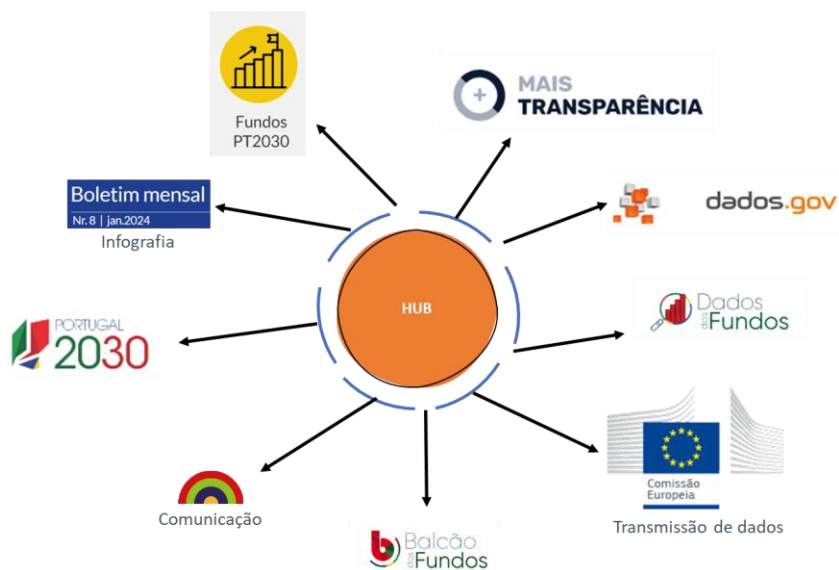 Fundos
PT2030
MAIS
TRANSPARÊNCIA
Boletim mensal
Nr. 8 | jan.2024
Infografia
dados.gov
HUB
Dados
dos Fundos
PORTUGAL
2030
Comissão
Europeia
Transmissão de dados
Comunicação
b Balcão
dos Fundos